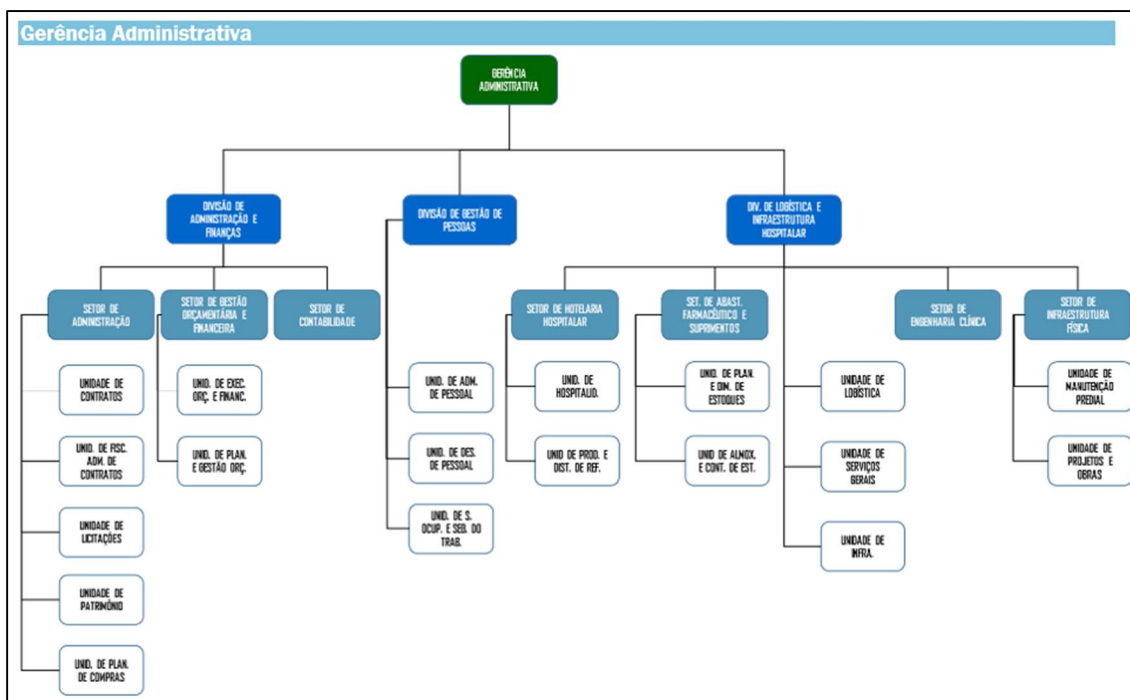 Gerência Administrativa
GERÊNCIA
ADMINISTRATIVA
DIVISÃO DE
ADMINISTRAÇÃO E
FINANÇAS
DIVISÃO DE GESTÃO DE
PESSOAS
DIV. DE LOGÍSTICA E
INFRAESTRUTURA
HOSPITALAR
SETOR DE
ADMINISTRAÇÃO
SETOR DE GESTÃO
ORÇAMENTÁRIA E
FINANCEIRA
SETOR DE
CONTABILIDADE
SETOR DE HOTELARIA
HOSPITALAR
SET. DE ABAST.
FARMACÊUTICO E
SUPRIMENTOS
SETOR DE
ENGENHARIA CLÍNICA
SETOR DE
INFRAESTRUTURA
FÍSICA
UNIDADE DE
CONTRATOS
UNID. DE EXEC.
ORÇ. E FINANC.
UNID. DE ADM.
DE PESSOAL
UNID. DE
HOSPITALID.
UNID. DE PLAN.
E DIM. DE
ESTOQUES
UNIDADE DE
LOGÍSTICA
UNIDADE DE
MANUTENÇÃO
PREDIAL
UNID. DE FISC.
ADM. DE
CONTRATOS
UNID. DE PLAN.
E GESTÃO ORÇ.
UNID. DE DES.
DE PESSOAL
UNID DE PROD. E
DIST. DE REF.
UNID DE ALMOX.
E CONT. DE EST.
UNIDADE DE
SERVIÇOS
GERAIS
UNIDADE DE
PROJETOS E
OBRAS
UNIDADE DE
LICITAÇÕES
UNID. DE S.
OCUP. E SEG. DO
TRAB.
UNIDADE DE
INFRA.
UNIDADE DE
PATRIMÔNIO
UNID. DE PLAN.
DE COMPRAS